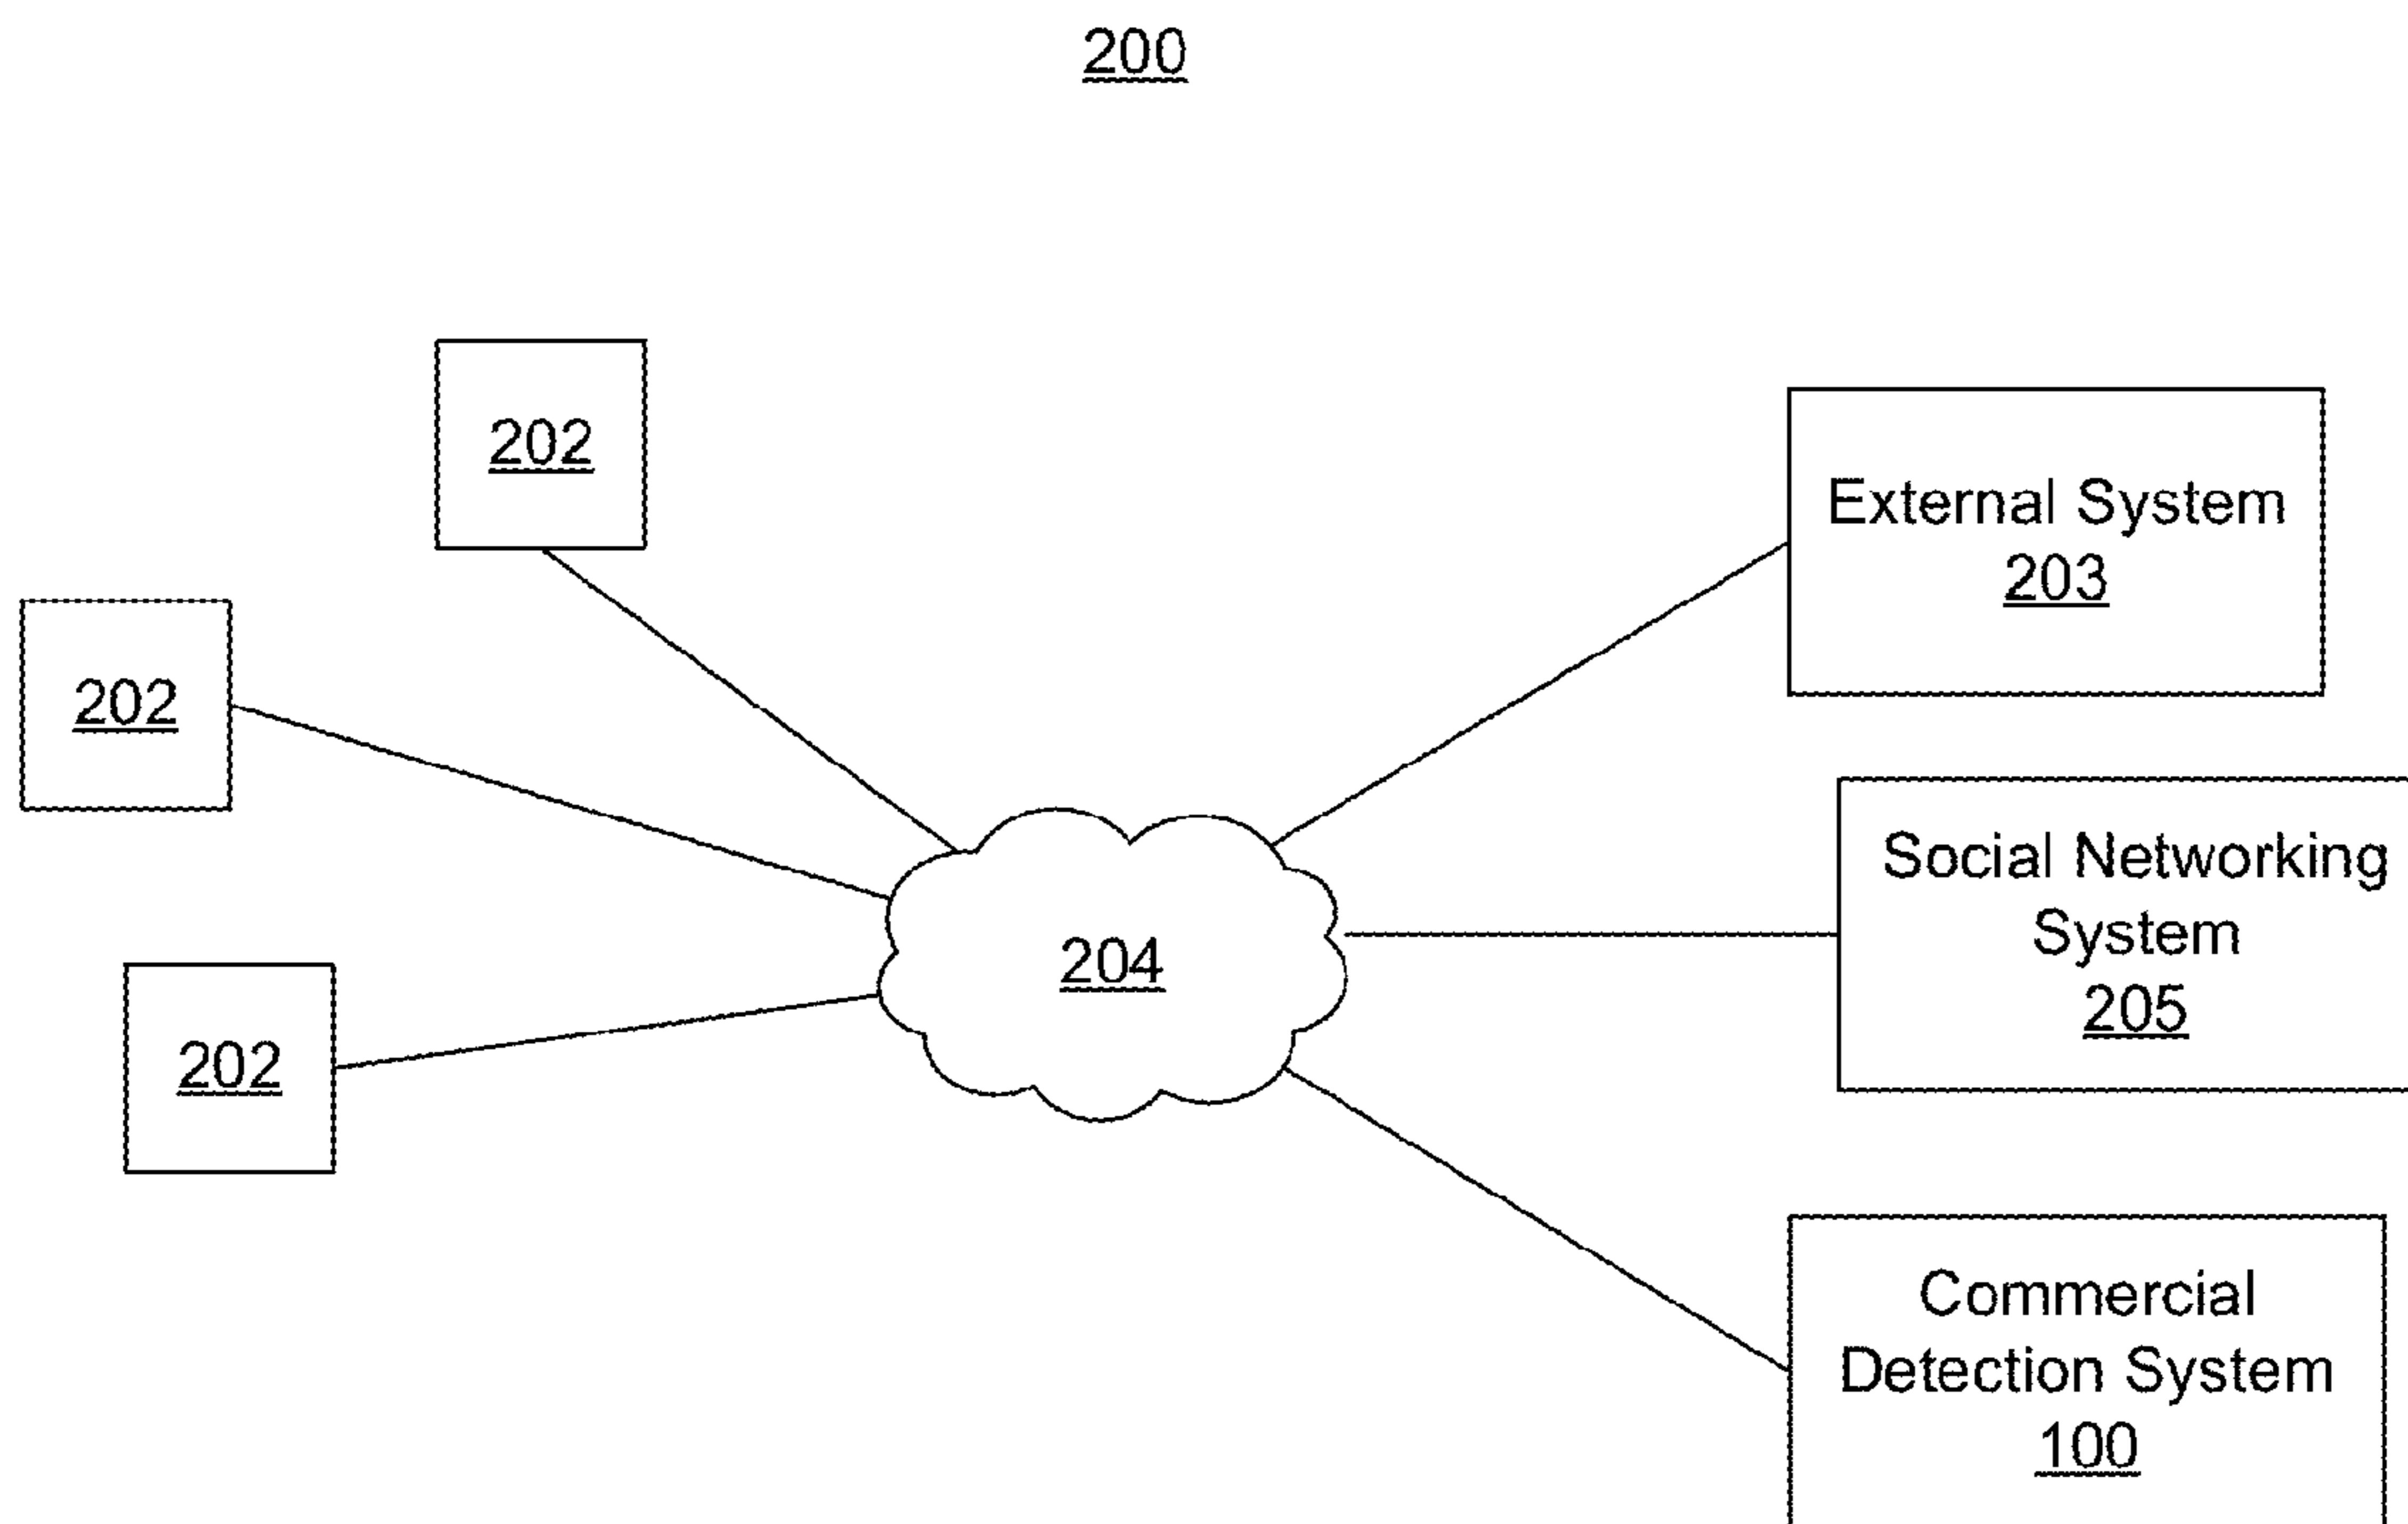 200
202
202
202
204
External System
203
Social Networking
System
205
Commercial
Detection System
100